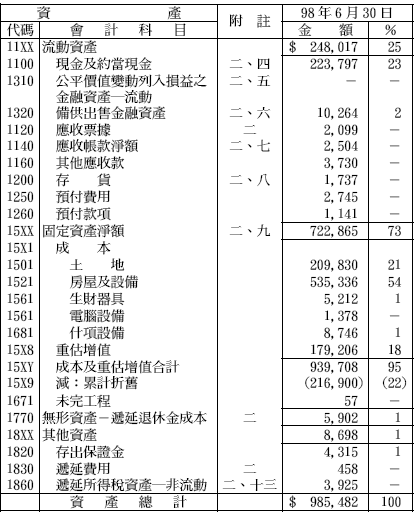 資 產 附 註 98年6月30日
代碼 會 計 科 目 金 額 %
11XX 流動資產 $ 248,017 25
1100 現金及約當現金 二、四 223,797 23
1310 公平價值變動列入損益之 二、五 － －
金融資產─流動
1320 備供出售金融資產 二、六 10,264 2
1120 應收票據 二 2,099 －
1140 應收帳款淨額 二、七 2,504 －
1160 其他應收款 3,730 －
1200 存 貨 二、八 1,737 －
1250 預付費用 2,745 －
1260 預付款項 1,141 －
15XX 固定資產淨額 二、九 722,865 73
15X1 成 本
1501 土 地 209,830 21
1521 房屋及設備 535,336 54
1561 生財器具 5,212 1
1561 電腦設備 1,378 －
1681 什項設備 8,746 1
15X8 重估增值 179,206 18
15XY 成本及重估增值合計 939,708 95
15X9 減：累計折舊 (216,900) (22)
1671 未完工程 57 －
1770 無形資產－遞延退休金成本 二 5,902 1
18XX 其他資產 8,698 1
1820 存出保證金 4,315 1
1830 遞延費用 二 458 －
1860 遞延所得稅資產─非流動 二、十三 3,925 －
資 產 總 計 $ 985,482 100